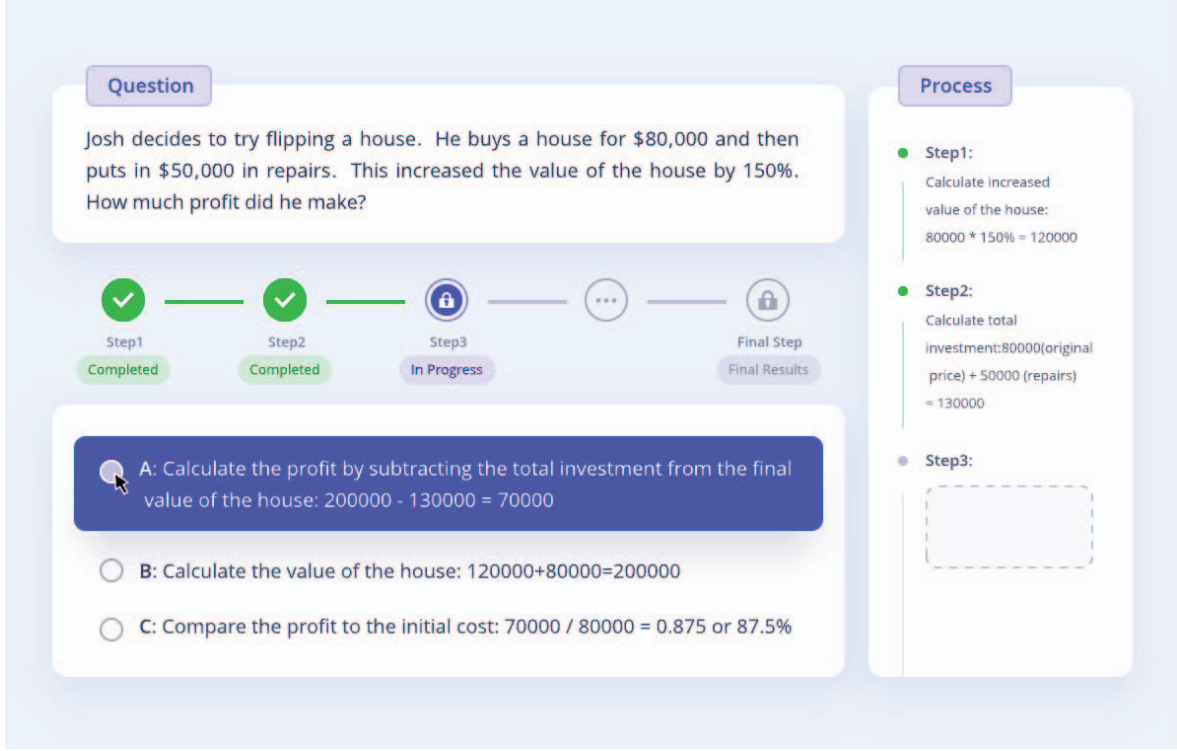 Question
Josh decides to try flipping a house.  He buys a house for $80,000 and then
puts in $50,000 in repairs.  This increased the value of the house by 150%.
How much profit did he make?
Step1
Completed
Step2
Completed
Step3
In Progress
Final Step
Final Results
A: Calculate the profit by subtracting the total investment from the final
value of the house: 200000 - 130000 = 70000
B: Calculate the value of the house: 120000+80000=200000
C: Compare the profit to the initial cost: 70000 / 80000 = 0.875 or 87.5%
Process
Step1:
Calculate increased
value of the house:
80000 * 150% = 120000
Step2:
Calculate total
investment:80000(original
price) + 50000 (repairs)
= 130000
Step3: